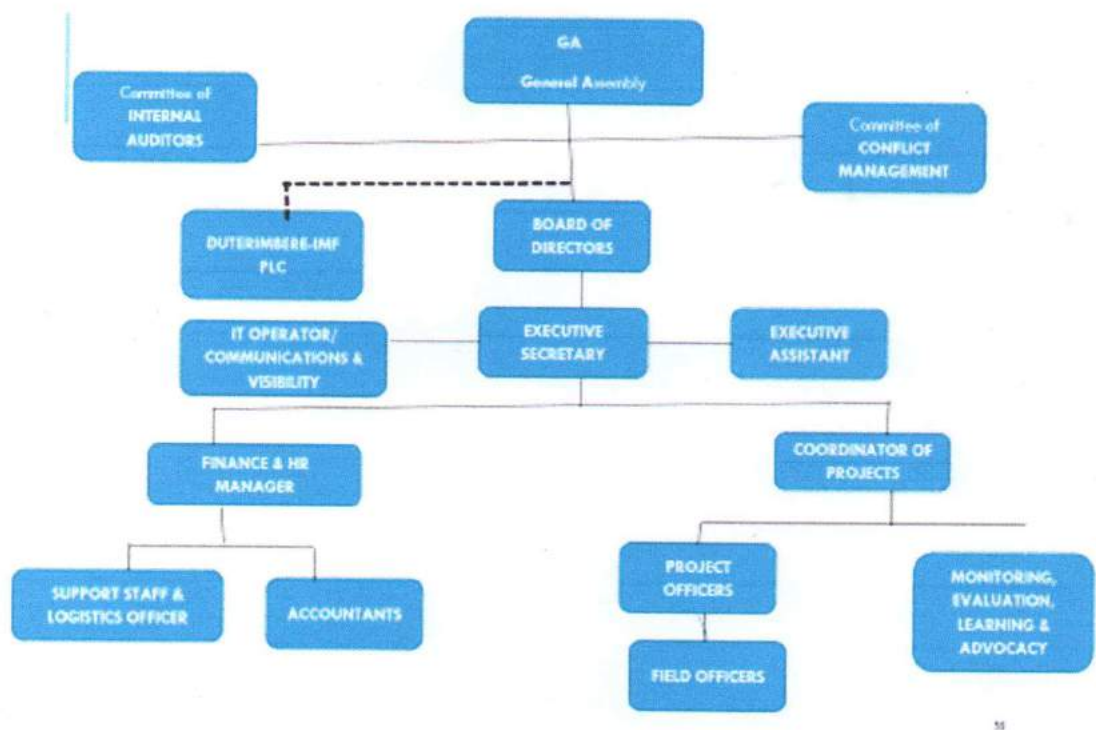 GA
General Assembly
Committee of
INTERNAL
AUDITORS
Committee of
CONFLICT
MANAGEMENT
DUTERIMBERE-IMF
PLC
BOARD OF
DIRECTORS
IT OPERATOR/
COMMUNICATIONS &
VISIBILITY
EXECUTIVE
SECRETARY
EXECUTIVE
ASSISTANT
FINANCE & HR
MANAGER
COORDINATOR OF
PROJECTS
SUPPORT STAFF &
LOGISTICS OFFICER
ACCOUNTANTS
PROJECT
OFFICERS
MONITORING,
EVALUATION,
LEARNING &
ADVOCACY
FIELD OFFICERS